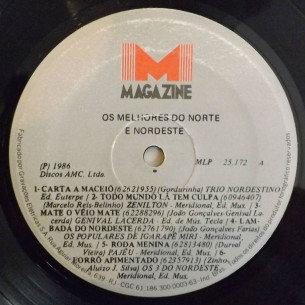 MAGAZINE
OS MELHORES DO NORTE
E NORDESTE
(P) 1986
Discos AMC. Ltda.
MLP 25.172 A
1-CARTA A MACEIÓ (62621955) (Gordurinha) TRIO NORDESTINO
Ed. Euterpe / 2- TODO MUNDO LÁ TEM CULPA (60946407)
(Marcelo Reis-Belinho) ZENILTON - Meridional, Ed. Mus./ 3-
MATE O VÉIO MATE (62288296) (João Gonçalves-Genival La-
cerda) GENIVAL LACERDA - Ed. de Mus. Tecla / 4- LAM-
BADA DO NORDESTE (62761790) (João Gonçalves Farias)
OS POPULARES DE IGARAPÉ MIRI - Meridional,
Ed. Mus. / 5- RODA MENINA (62813480) (Durval
Vieira) PAJEÚ - Meridional, Ed. Mus./ 6-
FORRÓ APIMENTADO (62357913) (Zinho-
Aluizo J. Silva) OS 3 DO NORDESTE,
Meridional, Ed. Mus.